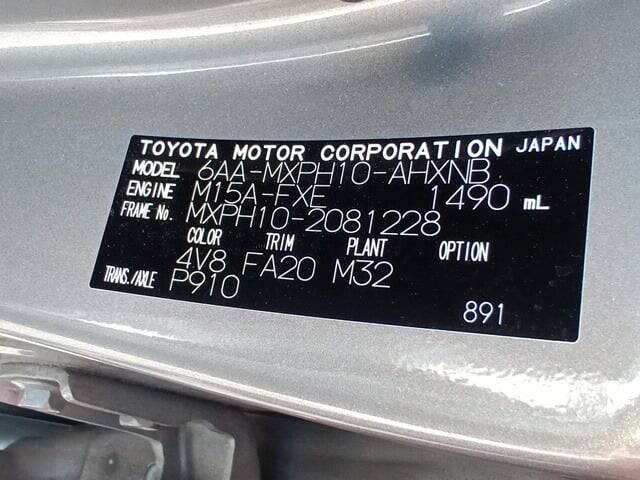 TOYOTA MOTOR CORPORATION JAPAN
MODEL 6AA-MXPH10-AHXNB
ENGINE M15A-FXE 1490 mL
FRAME No. MXPH10-2081228
COLOR TRIM PLANT OPTION
4V8 FA20 M32
TRANS./AXLE P910
891